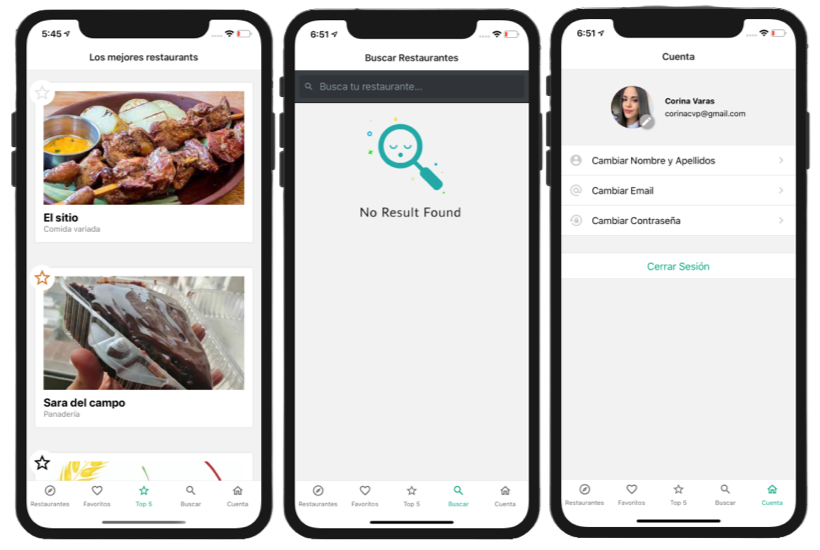 5:45
Los mejores restaurants
El sitio
Comida variada
Sara del campo
Panadería
Restaurantes
Favoritos
Top 5
Buscar
Cuenta
6:51
Buscar Restaurantes
Busca tu restaurante...
No Result Found
Restaurantes
Favoritos
Top 5
Buscar
Cuenta
6:51
Cuenta
Corina Varas
corinacvp@gmail.com
Cambiar Nombre y Apellidos
Cambiar Email
Cambiar Contraseña
Cerrar Sesión
Restaurantes
Favoritos
Top 5
Buscar
Cuenta